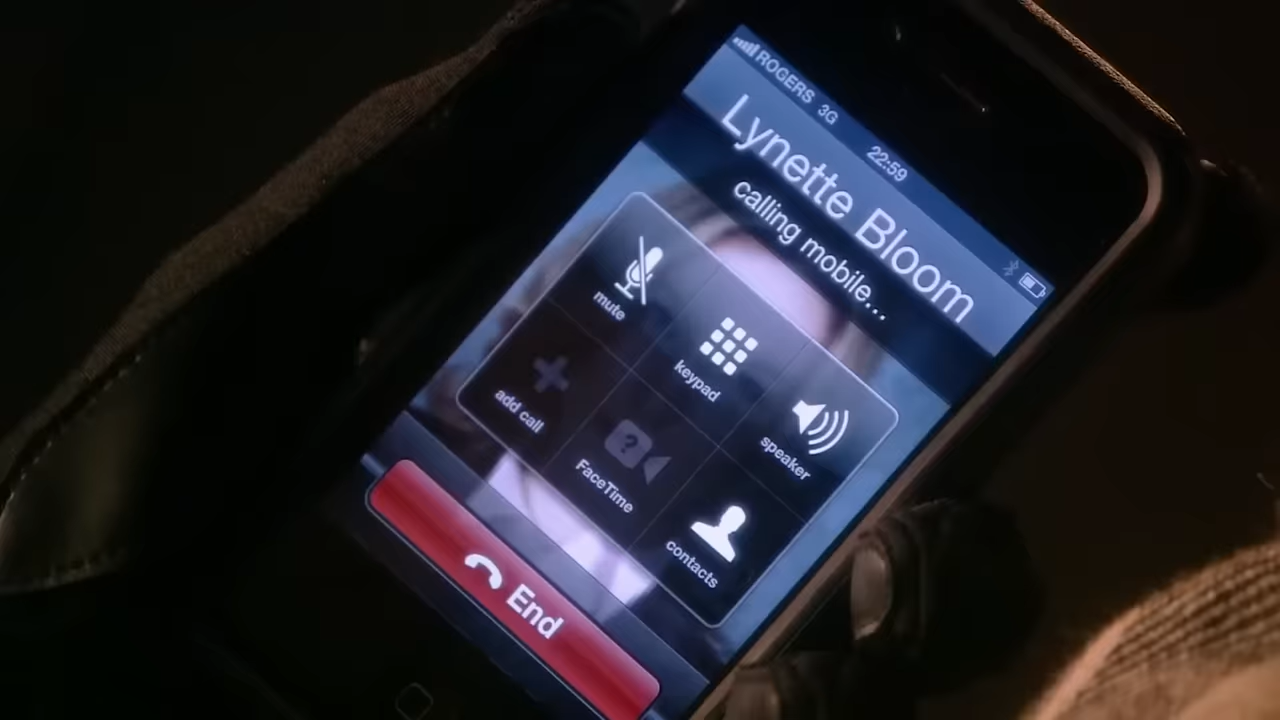 ROGERS 3G 22:59
Lynette Bloom
calling mobile...
mute
keypad
speaker
add call
FaceTime
?
contacts
End